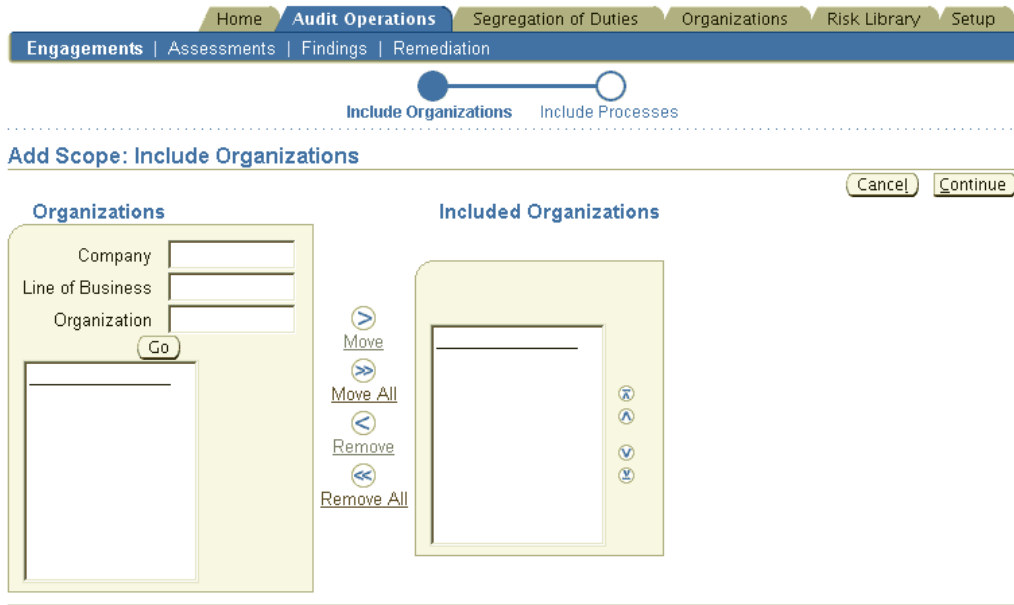 Home Audit Operations Segregation of Duties Organizations Risk Library Setup
Engagements | Assessments | Findings | Remediation
Include Organizations Include Processes
Add Scope: Include Organizations
Cancel Continue
Organizations
Company
Line of Business
Organization
Go
Move
Move All
Remove
Remove All
Included Organizations